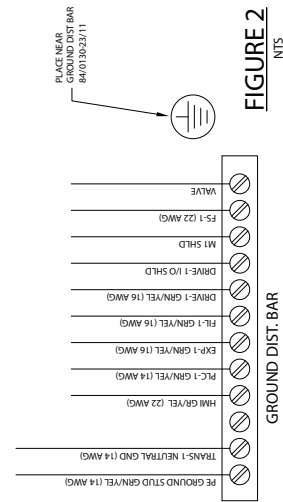 PLACE NEAR
GROUND DIST BAR
84/0130-23/11
FIGURE 2
NTS
VALVE
FS-1 (22 AWG)
M1 SHLD
DRIVE-1 I/O SHLD
DRIVE-1 GRN/YEL (16 AWG)
FIL-1 GRN/YEL (16 AWG)
EXP-1 GRN/YEL (16 AWG)
PLC-1 GRN/YEL (14 AWG)
HMI GR/YEL (22 AWG)
TRANS-1 NEUTRAL GND (14 AWG)
PE GROUND STUD GRN/YEL (14 AWG)
GROUND DIST. BAR